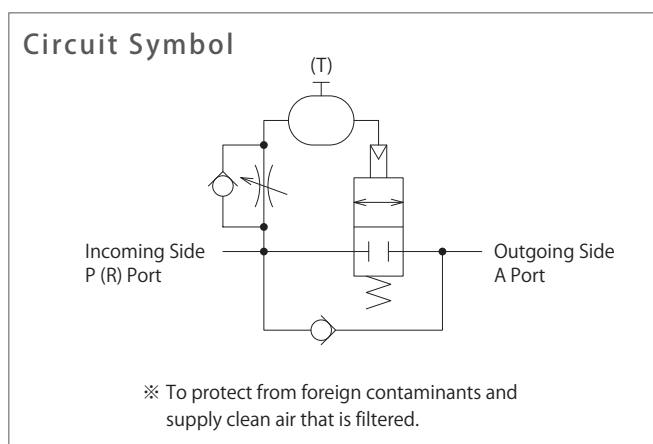 Circuit Symbol
(T)
Incoming Side
P (R) Port
Outgoing Side
A Port
※ To protect from foreign contaminants and
supply clean air that is filtered.